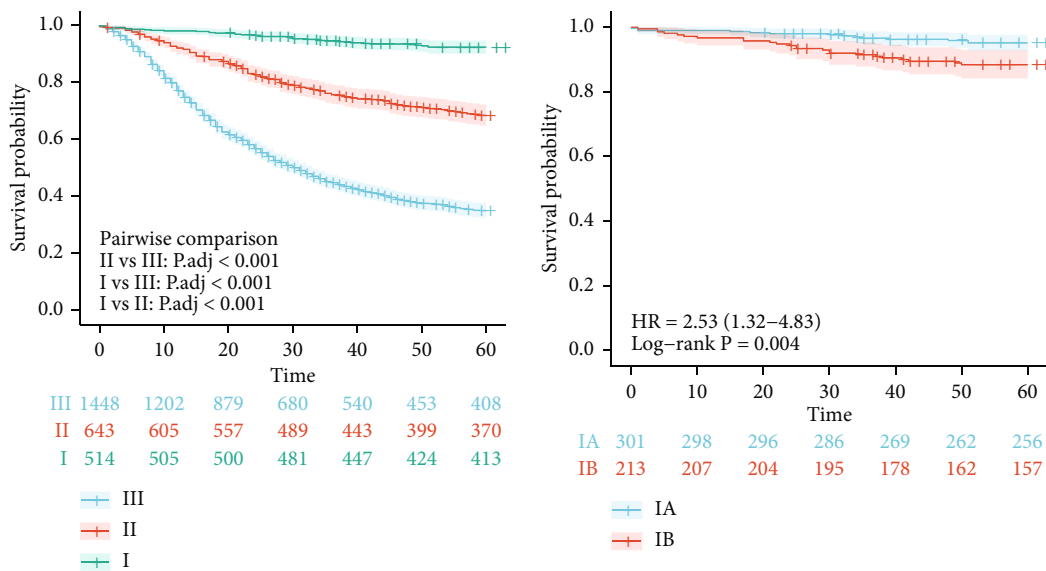 1.0
0.8
0.6
0.4
0.2
0.0
Survival probability
Pairwise comparison
II vs III: P.adj < 0.001
I vs III: P.adj < 0.001
I vs II: P.adj < 0.001
0 10 20 30 40 50 60
Time
III 1448 1202 879 680 540 453 408
II 643 605 557 489 443 399 370
I 514 505 500 481 447 424 413
III
II
I
1.0
0.8
0.6
0.4
0.2
0.0
Survival probability
HR = 2.53 (1.32−4.83)
Log−rank P = 0.004
0 10 20 30 40 50 60
Time
IA 301 298 296 286 269 262 256
IB 213 207 204 195 178 162 157
IA
IB